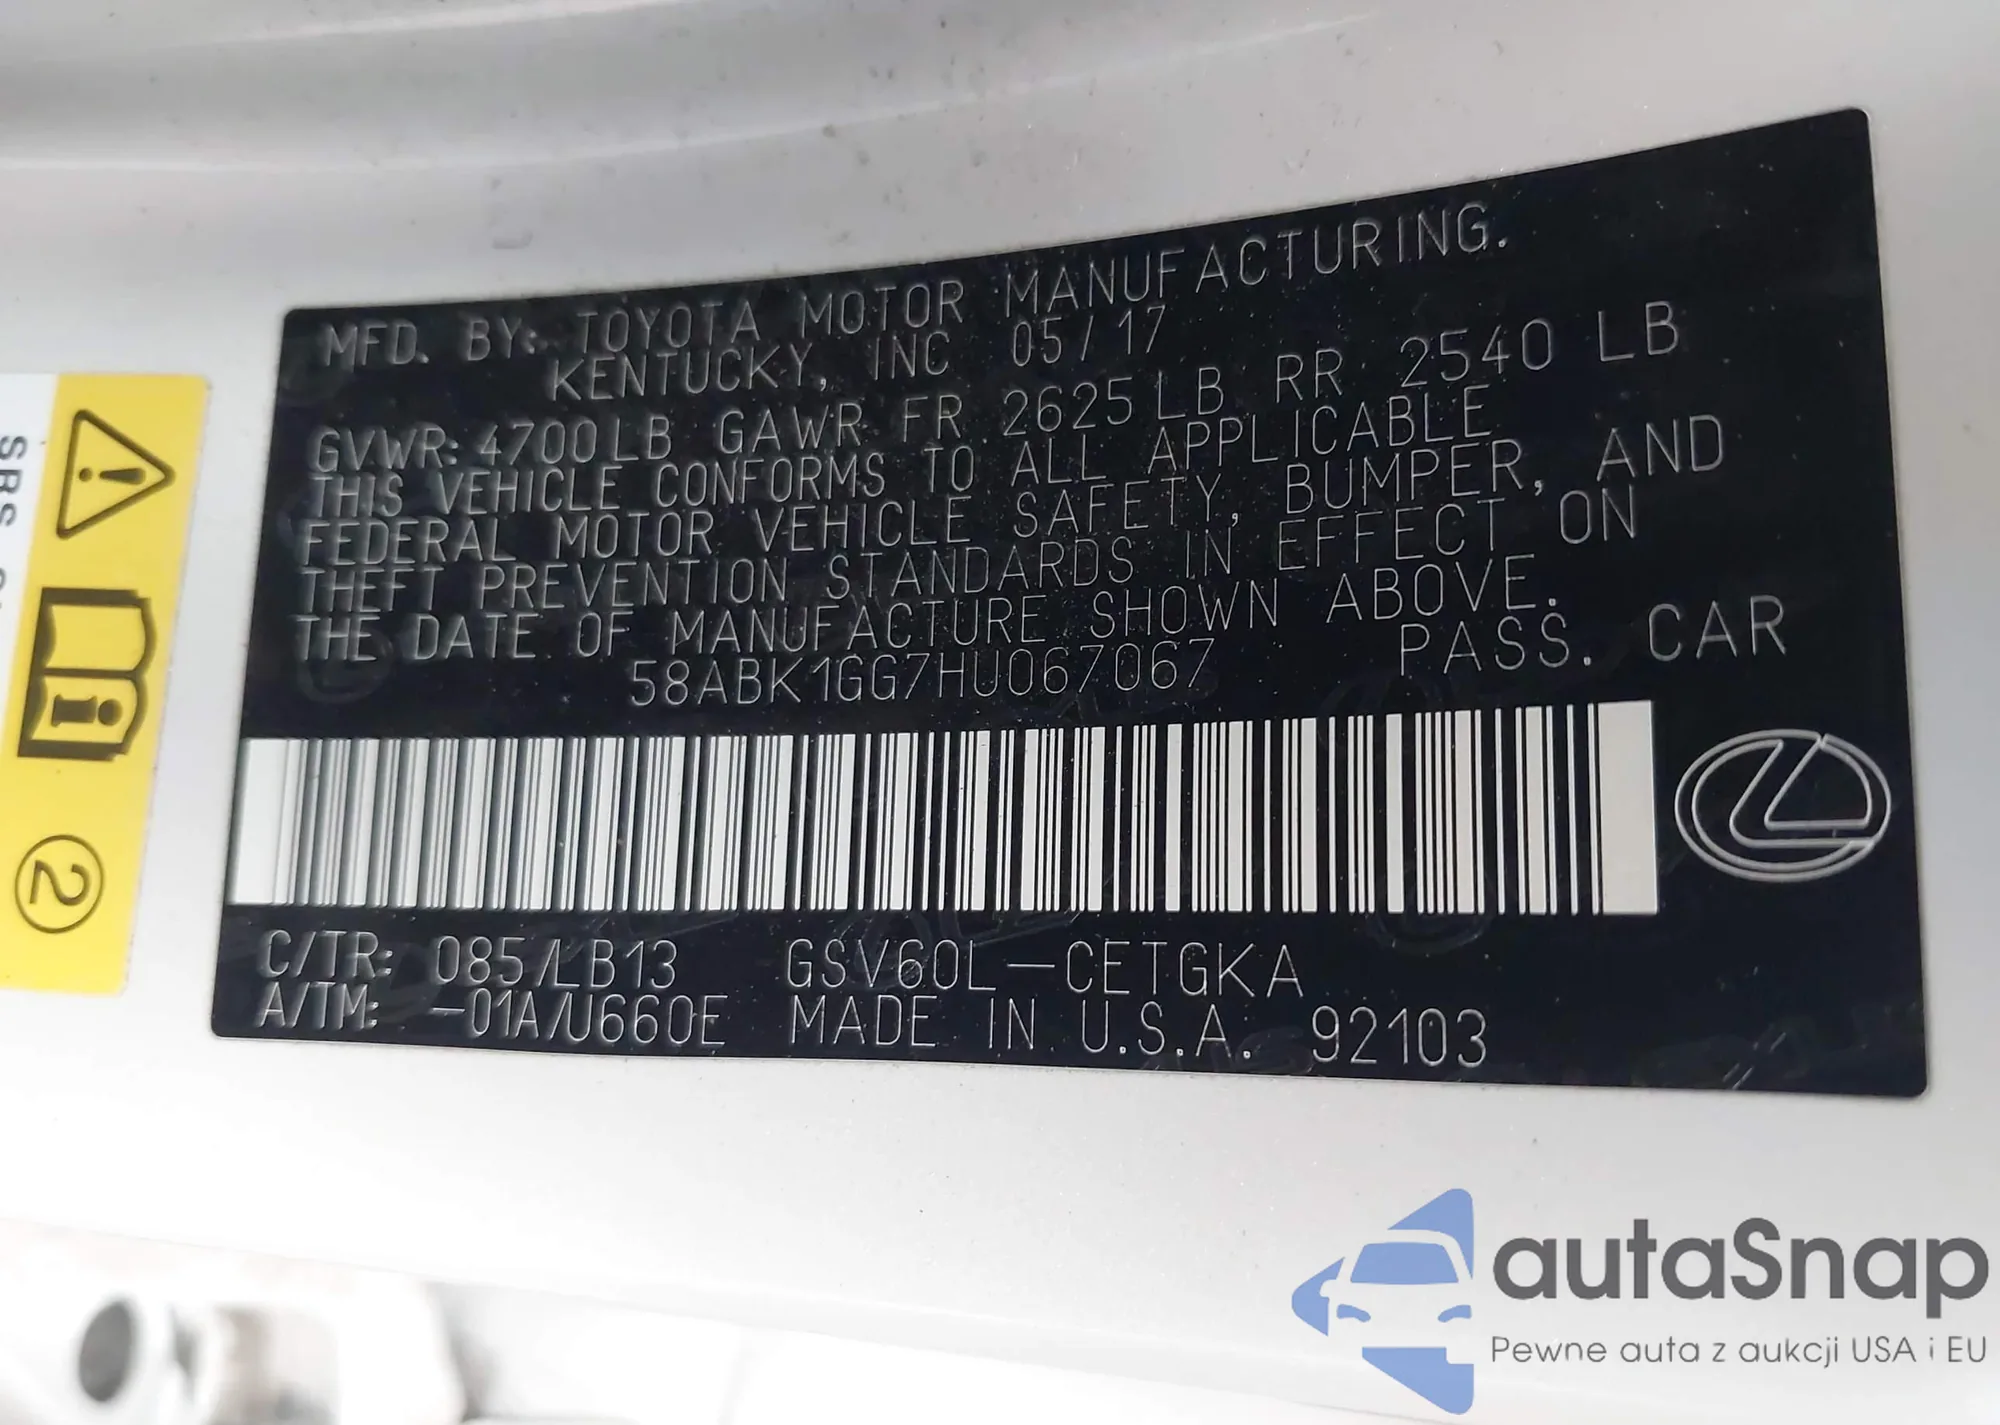 MFD. BY: TOYOTA MOTOR MANUFACTURING.
KENTUCKY, INC 05/17
GVWR: 4700LB GAWR FR 2625LB RR 2540 LB
THIS VEHICLE CONFORMS TO ALL APPLICABLE
FEDERAL MOTOR VEHICLE SAFETY, BUMPER, AND
THEFT PREVENTION STANDARDS IN EFFECT ON
THE DATE OF MANUFACTURE SHOWN ABOVE.
58ABK1GG7HU067067 PASS. CAR
C/TR: 085/LB13 GSV60L-CETGKA
A/TM: -01A/U660E MADE IN U.S.A. 92103
SRS
2
autaSnap
Pewne auta z aukcji USA i EU